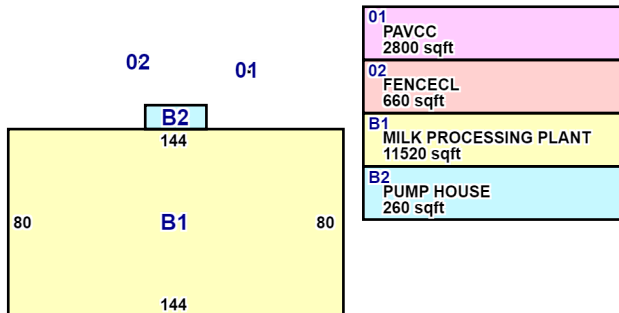 02
01
B2
144
80
B1
80
144
01
PAVCC
2800 sqft
02
FENCECL
660 sqft
B1
MILK PROCESSING PLANT
11520 sqft
B2
PUMP HOUSE
260 sqft